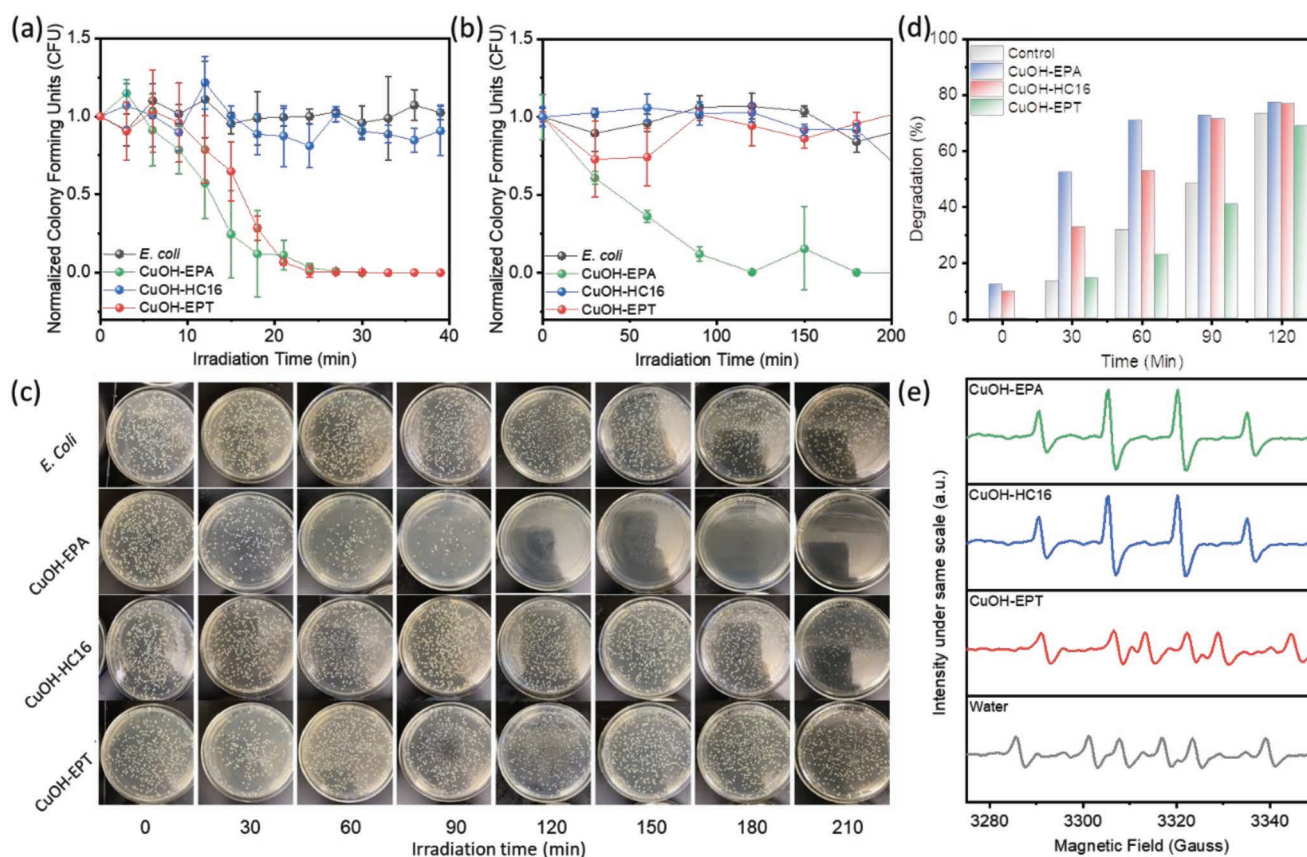 (a)
1.5
1.0
0.5
0.0
Normalized Colony Forming Units (CFU)
E. coli
CuOH-EPA
CuOH-HC16
CuOH-EPT
0 10 20 30 40
Irradiation Time (min)
(b)
1.5
1.0
0.5
0.0
Normalized Colony Forming Units (CFU)
E. coli
CuOH-EPA
CuOH-HC16
CuOH-EPT
0 50 100 150 200
Irradiation Time (min)
(d)
100
80
60
40
20
0
Degradation (%)
Control
CuOH-EPA
CuOH-HC16
CuOH-EPT
0 30 60 90 120
Time (Min)
(c)
E. Coli
CuOH-EPA
CuOH-HC16
CuOH-EPT
0 30 60 90 120 150 180 210
Irradiation time (min)
(e)
Intensity under same scale (a.u.)
CuOH-EPA
CuOH-HC16
CuOH-EPT
Water
3280 3300 3320 3340
Magnetic Field (Gauss)